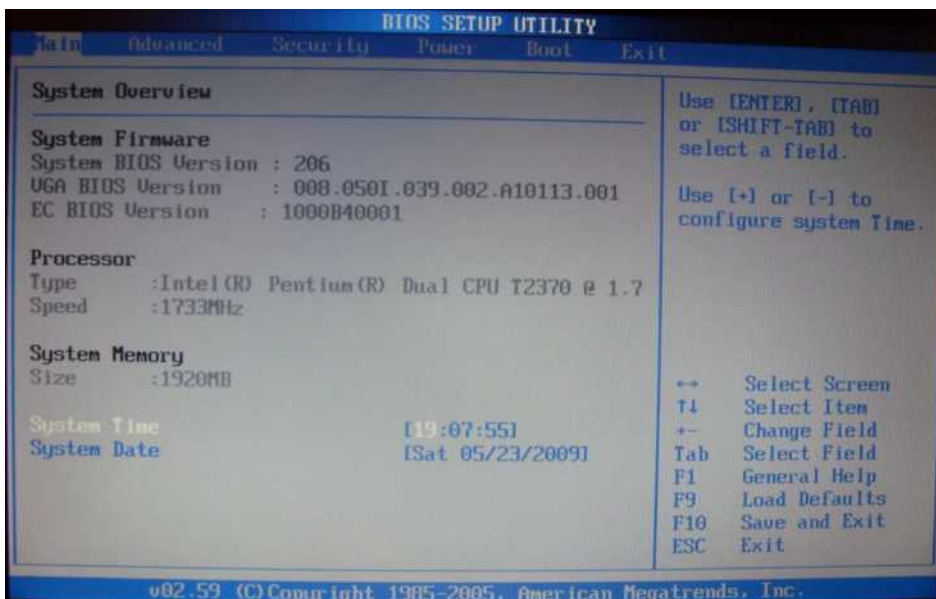 BIOS SETUP UTILITY
Main Advanced Security Power Boot Exit
System Overview
System Firmware
System BIOS Version : 206
VGA BIOS Version : 008.050I.039.002.A10113.001
EC BIOS Version : 1000B40001
Processor
Type :Intel(R) Pentium(R) Dual CPU T2370 @ 1.7
Speed :1733MHz
System Memory
Size :1920MB
System Time [19:07:55]
System Date [Sat 05/23/2009]
Use [ENTER], [TAB]
or [SHIFT-TAB] to
select a field.
Use [+] or [-] to
configure system Time.
↔ Select Screen
↑↓ Select Item
+- Change Field
Tab Select Field
F1 General Help
F9 Load Defaults
F10 Save and Exit
ESC Exit
v02.59 (C)Copyright 1985-2005, American Megatrends, Inc.